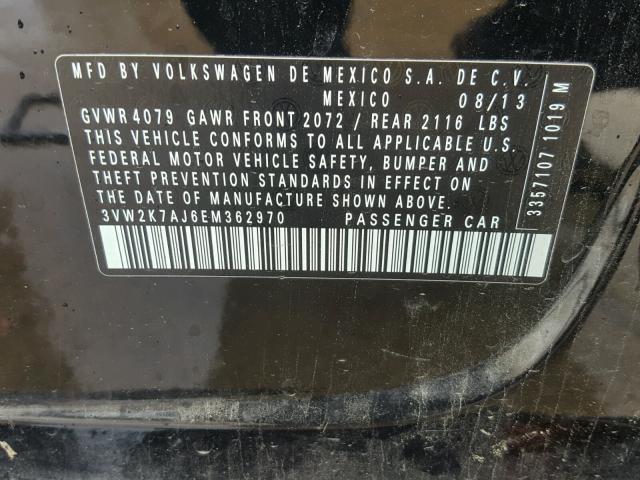 MFD BY VOLKSWAGEN DE MEXICO S.A. DE C.V.
MEXICO 08/13
GVWR 4079 GAWR FRONT 2072 / REAR 2116 LBS
THIS VEHICLE CONFORMS TO ALL APPLICABLE U.S.
FEDERAL MOTOR VEHICLE SAFETY, BUMPER AND
THEFT PREVENTION STANDARDS IN EFFECT ON
THE DATE OF MANUFACTURE SHOWN ABOVE.
3VW2K7AJ6EM362970 PASSENGER CAR
3357107 1019 M